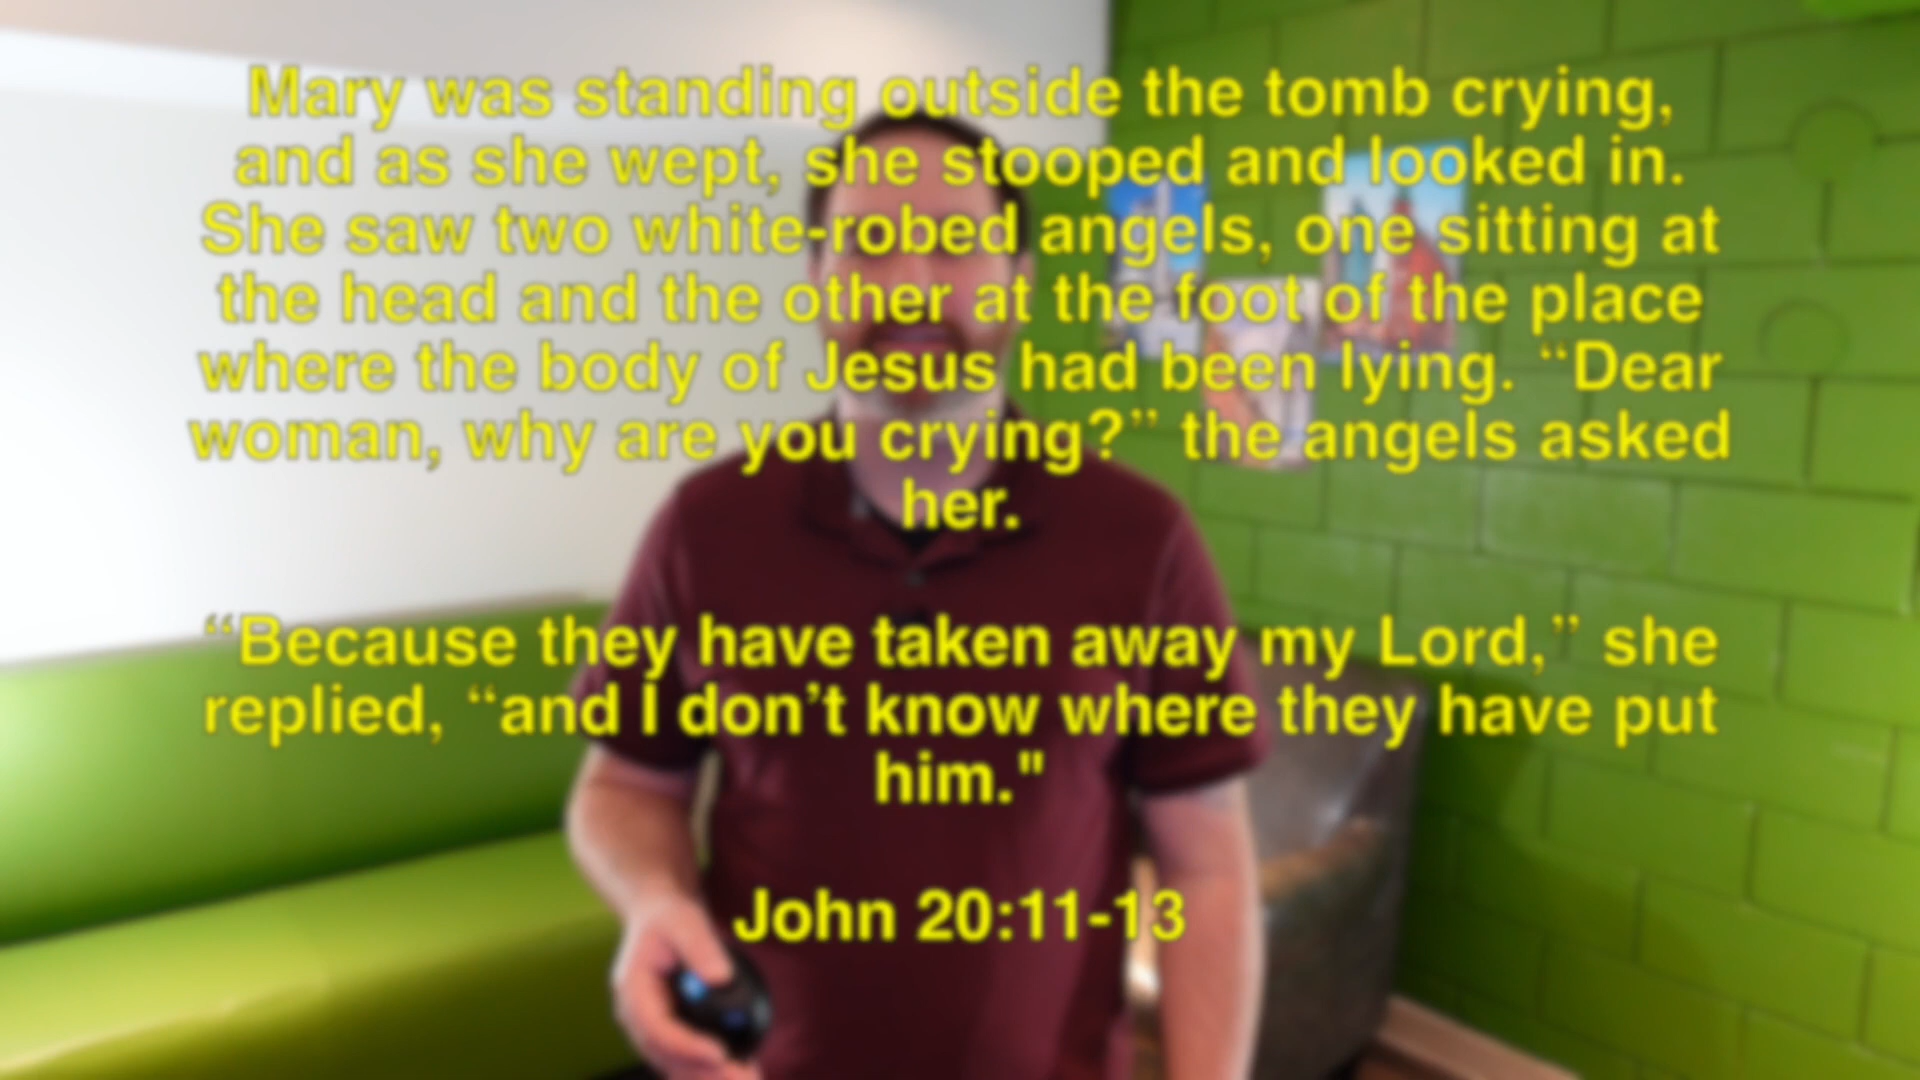 Mary was standing outside the tomb crying,
and as she wept, she stooped and looked in.
She saw two white-robed angels, one sitting at
the head and the other at the foot of the place
where the body of Jesus had been lying. “Dear
woman, why are you crying?” the angels asked
her.
“Because they have taken away my Lord,” she
replied, “and I don’t know where they have put
him."
John 20:11-13